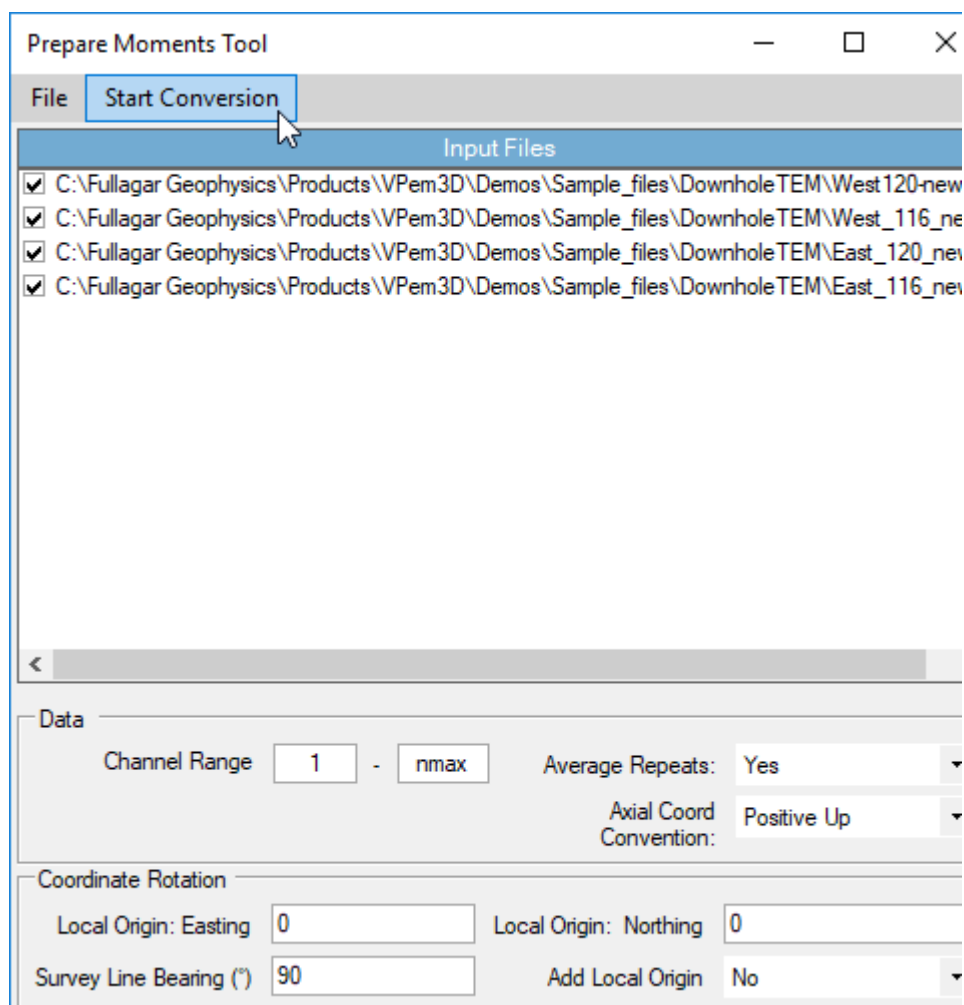 Prepare Moments Tool
File Start Conversion
Input Files
C:\Fullagar Geophysics\Products\VPem3D\Demos\Sample_files\DownholeTEM\West120-new
C:\Fullagar Geophysics\Products\VPem3D\Demos\Sample_files\DownholeTEM\West_116_ne
C:\Fullagar Geophysics\Products\VPem3D\Demos\Sample_files\DownholeTEM\East_120_new
C:\Fullagar Geophysics\Products\VPem3D\Demos\Sample_files\DownholeTEM\East_116_new
Data
Channel Range 1 - nmax Average Repeats: Yes
Axial Coord Convention: Positive Up
Coordinate Rotation
Local Origin: Easting 0 Local Origin: Northing 0
Survey Line Bearing (°) 90 Add Local Origin No